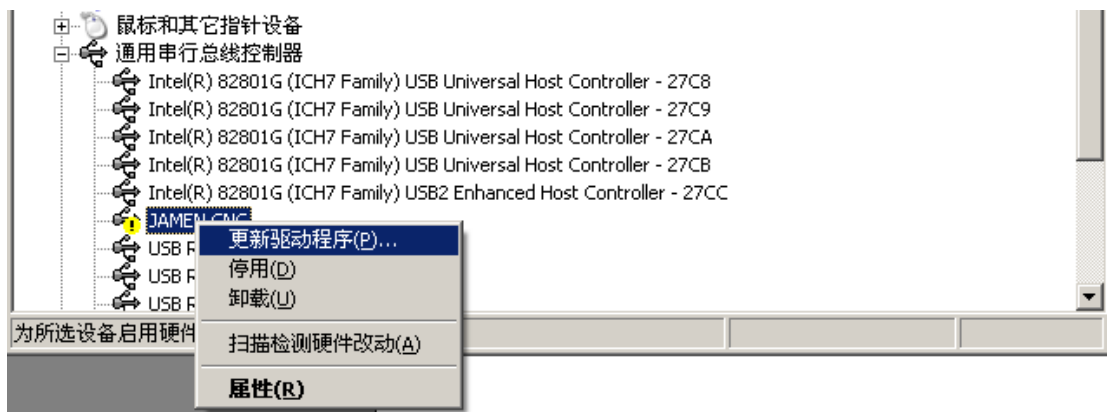 鼠标和其它指针设备
通用串行总线控制器
Intel(R) 82801G (ICH7 Family) USB Universal Host Controller - 27C8
Intel(R) 82801G (ICH7 Family) USB Universal Host Controller - 27C9
Intel(R) 82801G (ICH7 Family) USB Universal Host Controller - 27CA
Intel(R) 82801G (ICH7 Family) USB Universal Host Controller - 27CB
Intel(R) 82801G (ICH7 Family) USB2 Enhanced Host Controller - 27CC
JAMEN CNC
更新驱动程序(P)...
USB R
停用(D)
USB R
卸载(U)
USB R
为所选设备启用硬件
扫描检测硬件改动(A)
属性(R)